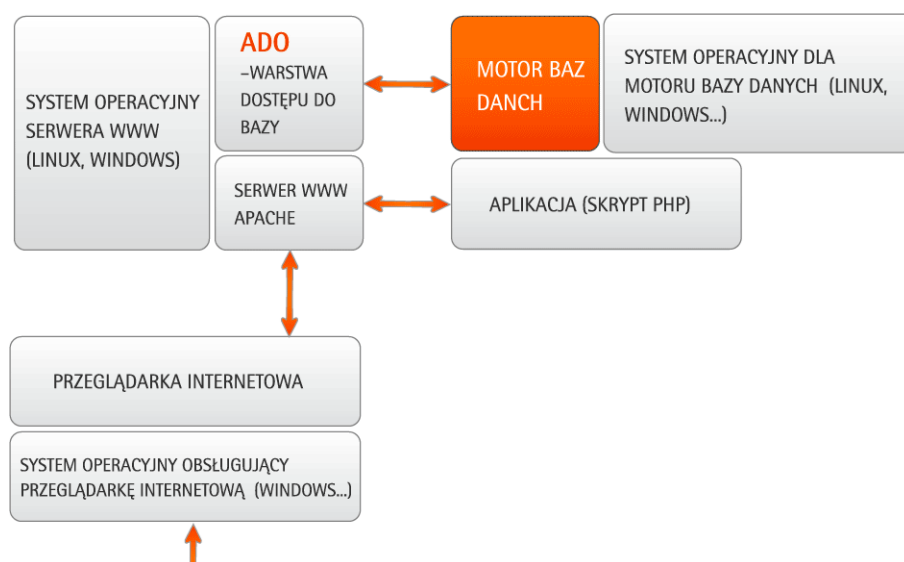 SYSTEM OPERACYJNY
SERWERA WWW
(LINUX, WINDOWS)
ADO
–WARSTWA
DOSTĘPU DO
BAZY
MOTOR BAZ
DANCH
SYSTEM OPERACYJNY DLA
MOTORU BAZY DANYCH (LINUX,
WINDOWS...)
SERWER WWW
APACHE
APLIKACJA (SKRYPT PHP)
PRZEGLĄDARKA INTERNETOWA
SYSTEM OPERACYJNY OBSŁUGUJĄCY
PRZEGLĄDARKĘ INTERNETOWĄ (WINDOWS...)